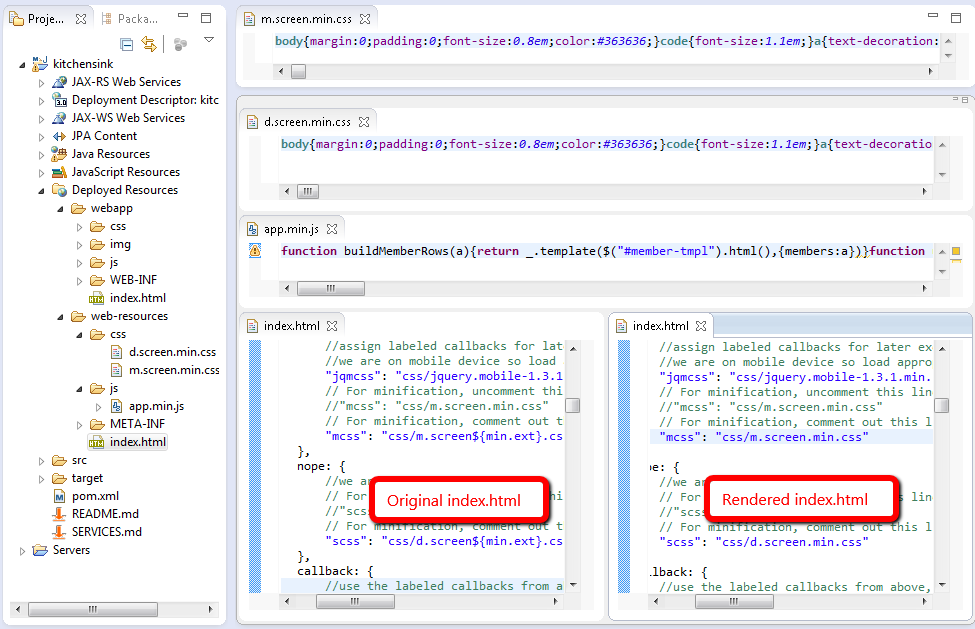 Proje...
Packa...
kitchensink
JAX-RS Web Services
Deployment Descriptor: kitc
3.0
JAX-WS Web Services
JPA Content
Java Resources
JavaScript Resources
Deployed Resources
webapp
css
img
js
WEB-INF
index.html
web-resources
css
d.screen.min.css
m.screen.min.css
js
app.min.js
META-INF
index.html
src
target
pom.xml
README.md
SERVICES.md
Servers
m.screen.min.css
body{margin:0;padding:0;font-size:0.8em;color:#363636;}code{font-size:1.1em;}a{text-decoration:
d.screen.min.css
body{margin:0;padding:0;font-size:0.8em;color:#363636;}code{font-size:1.1em;}a{text-decoratio
app.min.js
function buildMemberRows(a){return _.template($("#member-tmpl").html(),{members:a})}function
index.html
//assign labeled callbacks for lat
//we are on mobile device so load
"jqmcss": "css/jquery.mobile-1.3.1
// For minification, uncomment thi
//"mcss": "css/m.screen.min.css"
// For minification, comment out t
"mcss": "css/m.screen${min.ext}.cs
},
nope: {
//we are
// For
hi
//"scss
// For minification, comment out t
"scss": "css/d.screen${min.ext}.cs
},
callback: {
//use the labeled callbacks from a
Original index.html
index.html
//assign labeled callbacks for later ex
//we are on mobile device so load appro
"jqmcss": "css/jquery.mobile-1.3.1.min.
// For minification, uncomment this lin
//"mcss": "css/m.screen.min.css"
// For minification, comment out this l
"mcss": "css/m.screen.min.css"
pe: {
//we ar
// For
s line
//"scss
// For minification, comment out this l
"scss": "css/d.screen.min.css"
llback: {
//use the labeled callbacks from above,
Rendered index.html